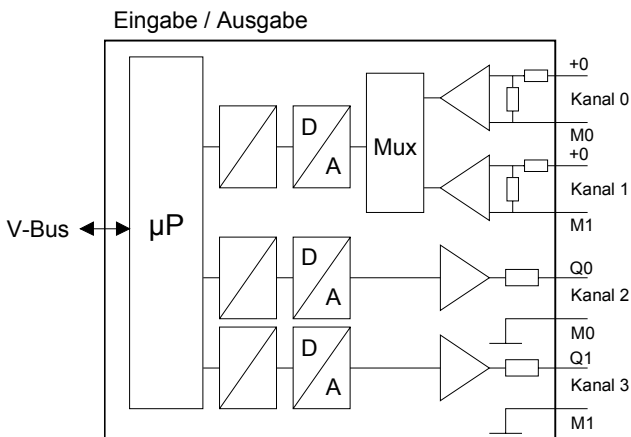 Eingabe / Ausgabe
+0
Kanal 0
M0
D
A
Mux
+0
Kanal 1
M1
V-Bus
µP
D
A
Q0
Kanal 2
M0
D
A
Q1
Kanal 3
M1